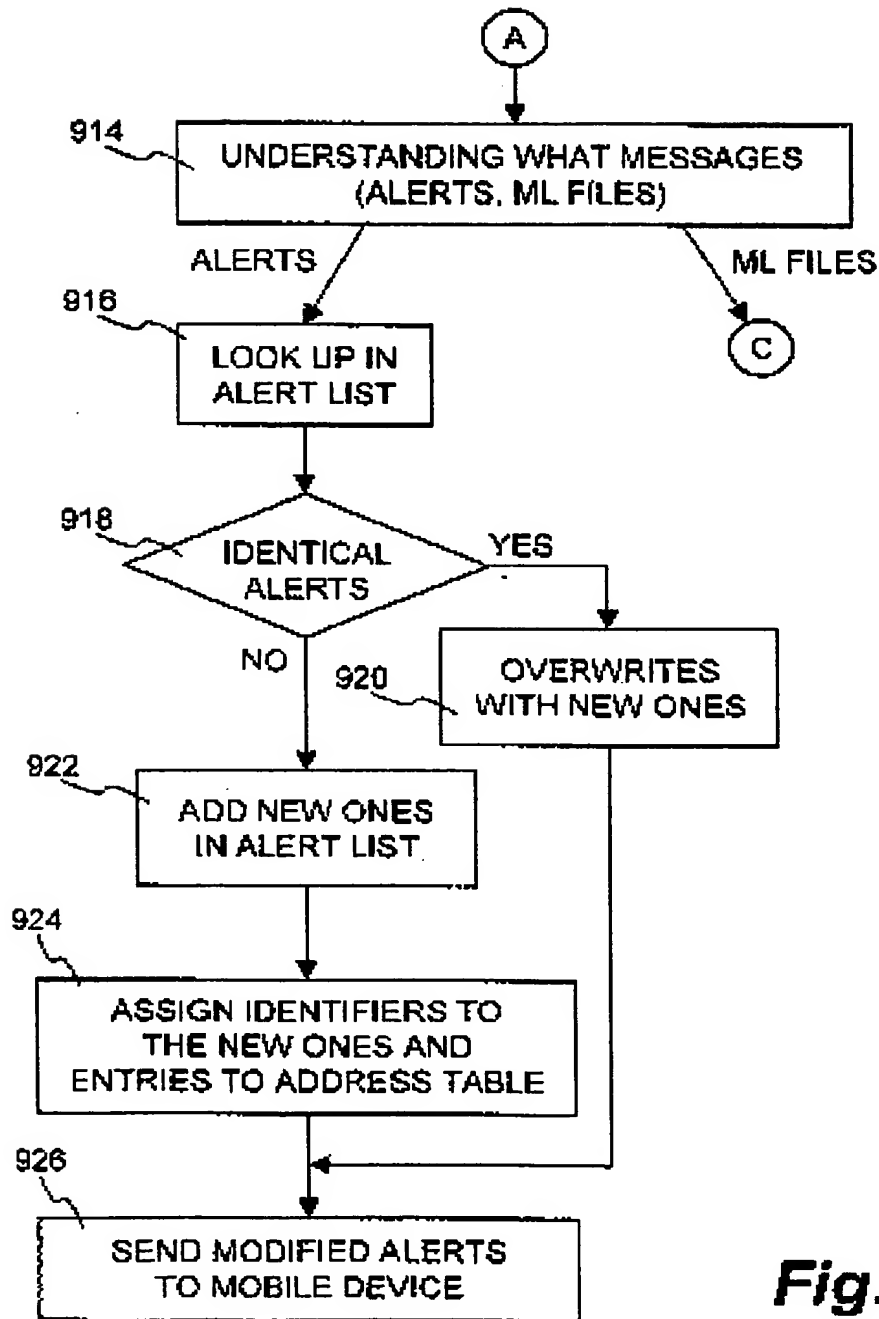 A
914
UNDERSTANDING WHAT MESSAGES
(ALERTS, ML FILES)
ALERTS
ML FILES
916
LOOK UP IN
ALERT LIST
C
918
IDENTICAL
ALERTS
YES
NO
920
OVERWRITES
WITH NEW ONES
922
ADD NEW ONES
IN ALERT LIST
924
ASSIGN IDENTIFIERS TO
THE NEW ONES AND
ENTRIES TO ADDRESS TABLE
926
SEND MODIFIED ALERTS
TO MOBILE DEVICE
Fig.